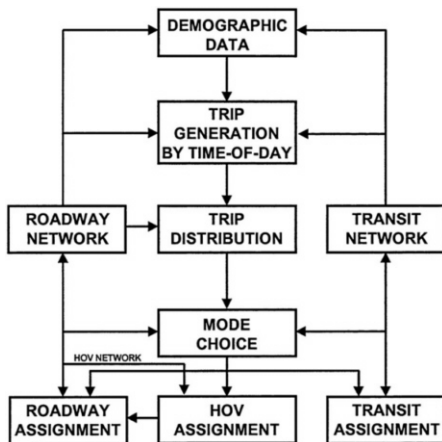 DEMOGRAPHIC
DATA
TRIP
GENERATION
BY TIME-OF-DAY
ROADWAY
NETWORK
TRIP
DISTRIBUTION
TRANSIT
NETWORK
MODE
CHOICE
HOV NETWORK
ROADWAY
ASSIGNMENT
HOV
ASSIGNMENT
TRANSIT
ASSIGNMENT